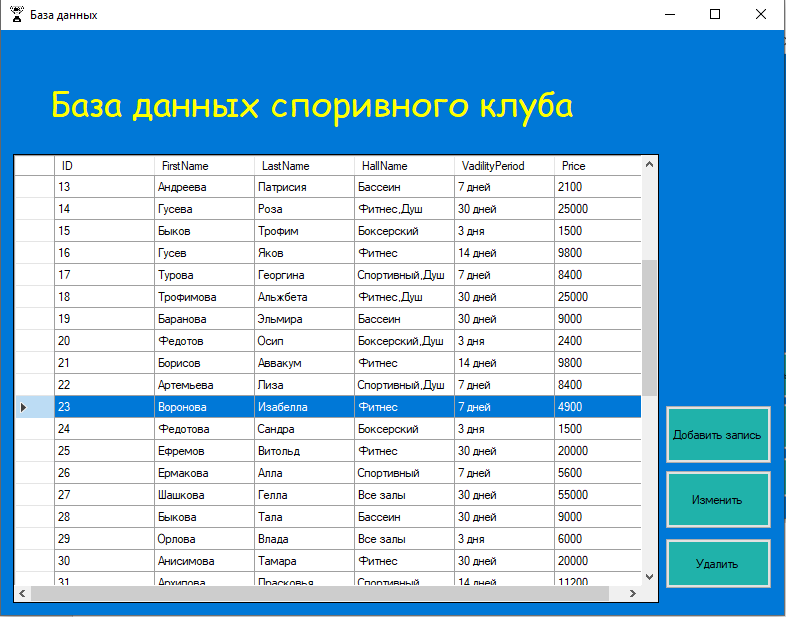 База данных
База данных споривного клуба
ID FirstName LastName HallName VadilityPeriod Price
13 Андреева Патрисия Бассеин 7 дней 2100
14 Гусева Роза Фитнес,Душ 30 дней 25000
15 Быков Трофим Боксерский 3 дня 1500
16 Гусев Яков Фитнес 14 дней 9800
17 Турова Георгина Спортивный,Душ 7 дней 8400
18 Трофимова Альжбета Фитнес,Душ 30 дней 25000
19 Баранова Эльмира Бассеин 30 дней 9000
20 Федотов Осип Боксерский,Душ 3 дня 2400
21 Борисов Аввакум Фитнес 14 дней 9800
22 Артемьева Лиза Спортивный,Душ 7 дней 8400
23 Воронова Изабелла Фитнес 7 дней 4900
24 Федотова Сандра Боксерский 3 дня 1500
25 Ефремов Витольд Фитнес 30 дней 20000
26 Ермакова Алла Спортивный 7 дней 5600
27 Шашкова Гелла Все залы 30 дней 55000
28 Быкова Тала Бассеин 30 дней 9000
29 Орлова Влада Все залы 3 дня 6000
30 Анисимова Тамара Фитнес 30 дней 20000
31 Архипова Прасковья Спортивный 14 дней 11200
Добавить запись
Изменить
Удалить